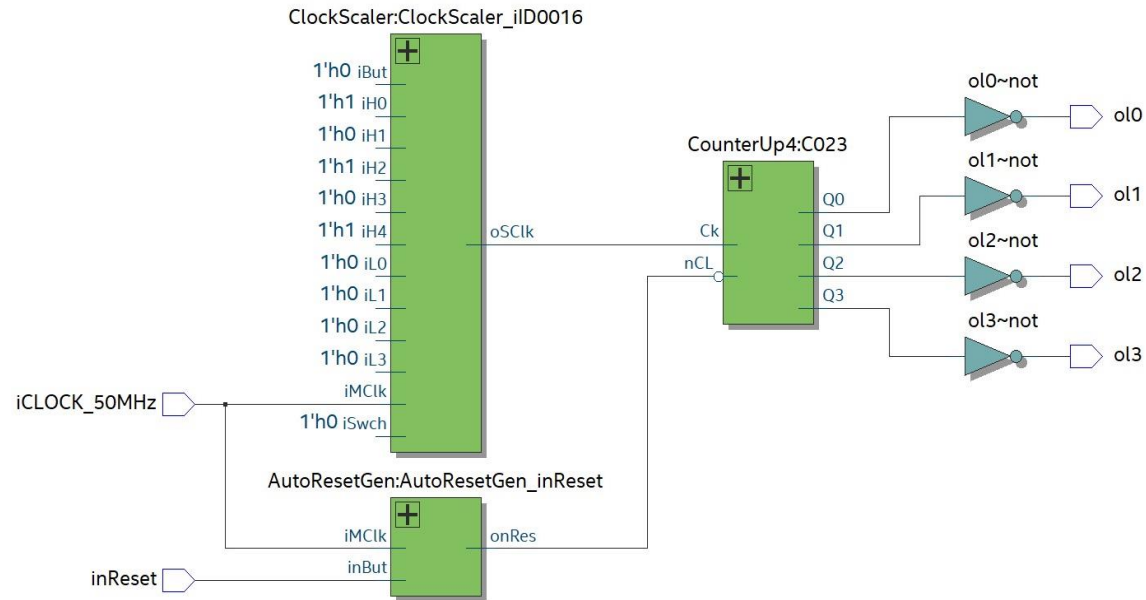 ClockScaler:ClockScaler_iID0016
1'h0 iBut
1'h1 iH0
1'h0 iH1
1'h1 iH2
1'h0 iH3
1'h1 iH4
1'h0 iL0
1'h0 iL1
1'h0 iL2
1'h0 iL3
iMClk
1'h0 iSwch
oSClk
iCLOCK_50MHz
AutoResetGen:AutoResetGen_inReset
iMClk
inBut
onRes
inReset
CounterUp4:C023
Ck
nCL
Q0
Q1
Q2
Q3
ol0~not
ol0
ol1~not
ol1
ol2~not
ol2
ol3~not
ol3